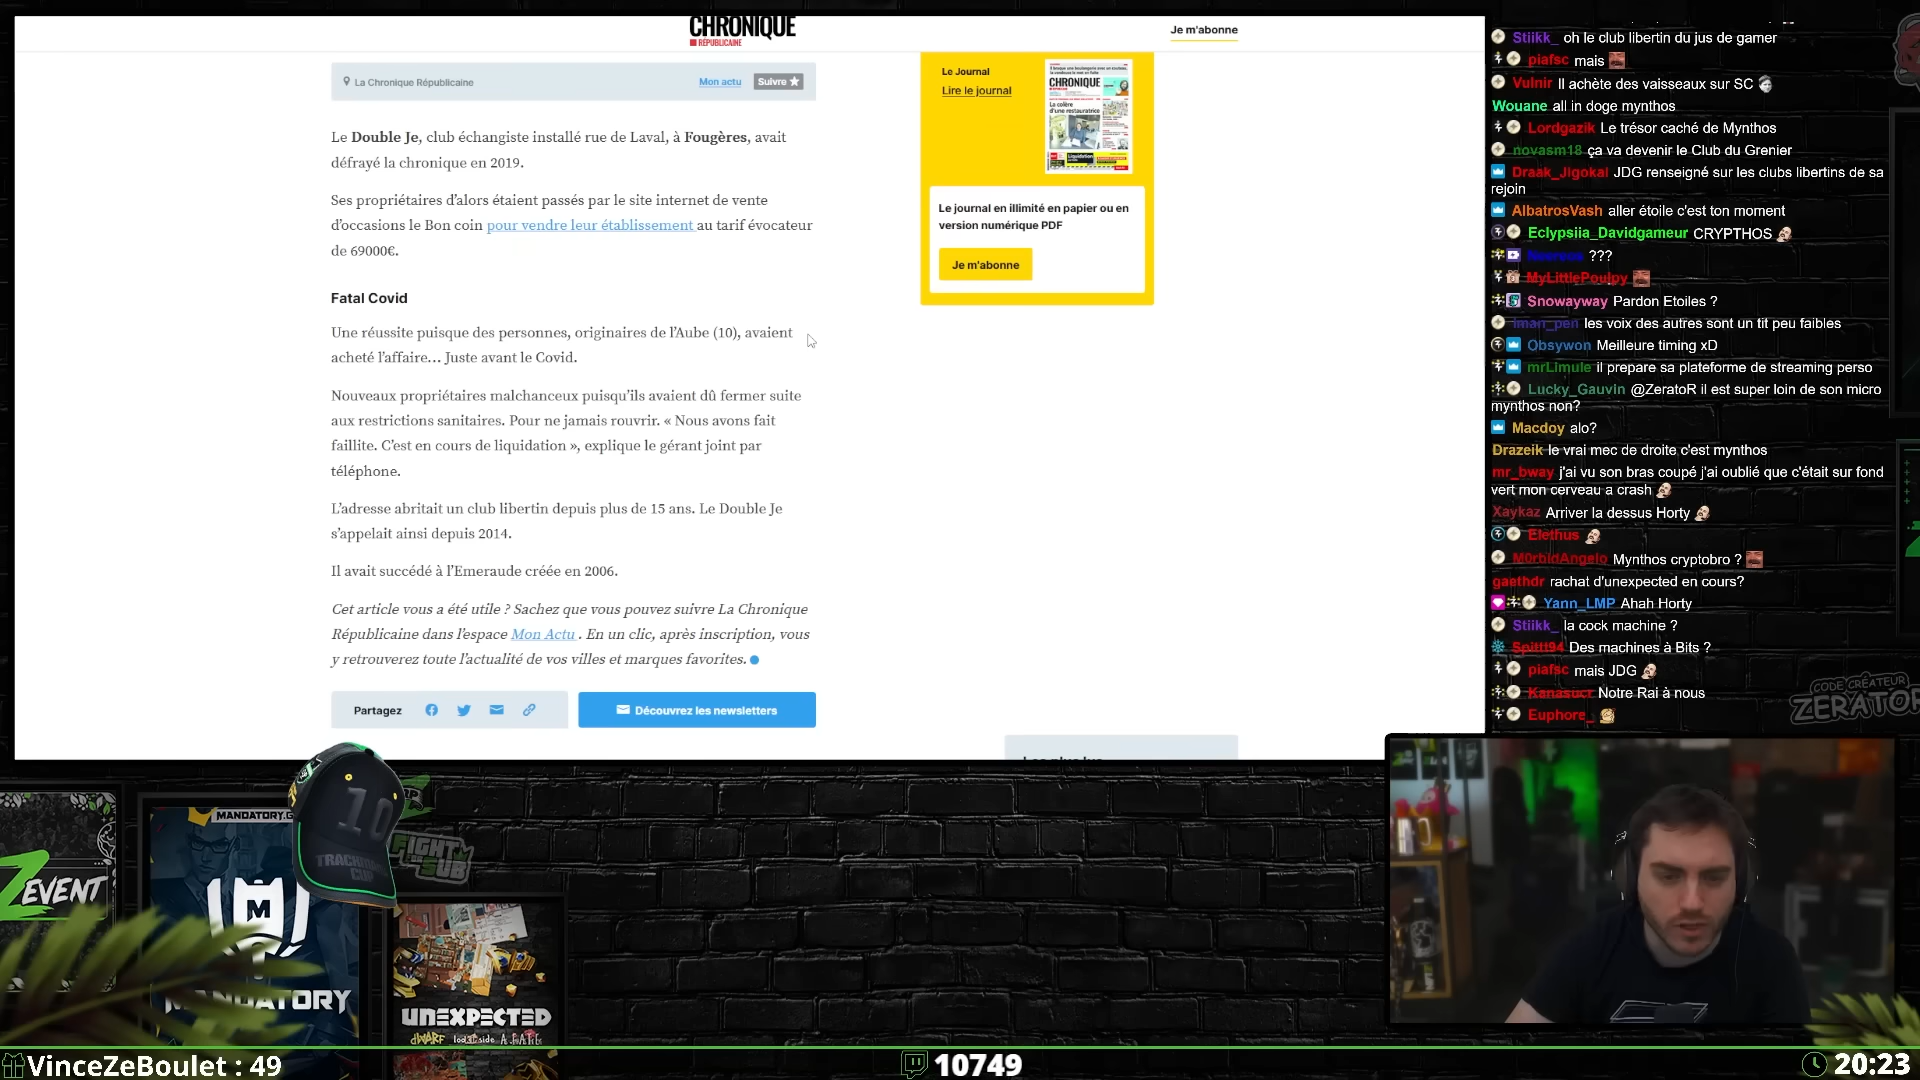 CHRONIQUE
RÉPUBLICAINE
Je m'abonne
La Chronique Républicaine
Mon actu
Suivre
Le Double Je, club échangiste installé rue de Laval, à Fougères, avait
défrayé la chronique en 2019.
Ses propriétaires d'alors étaient passés par le site internet de vente
d'occasions le Bon coin pour vendre leur établissement au tarif évocateur
de 69000€.
Fatal Covid
Une réussite puisque des personnes, originaires de l'Aube (10), avaient
acheté l'affaire… Juste avant le Covid.
Nouveaux propriétaires malchanceux puisqu'ils avaient dû fermer suite
aux restrictions sanitaires. Pour ne jamais rouvrir. « Nous avons fait
faillite. C'est en cours de liquidation », explique le gérant joint par
téléphone.
L'adresse abritait un club libertin depuis plus de 15 ans. Le Double Je
s'appelait ainsi depuis 2014.
Il avait succédé à l'Emeraude créée en 2006.
Cet article vous a été utile ? Sachez que vous pouvez suivre La Chronique
Républicaine dans l'espace Mon Actu . En un clic, après inscription, vous
y retrouverez toute l'actualité de vos villes et marques favorites.
Partagez
Découvrez les newsletters
Le Journal
Lire le journal
CHRONIQUE
La colère
d'une restauratrice
Le journal en illimité en papier ou en
version numérique PDF
Je m'abonne
Stiikk_ oh le club libertin du jus de gamer
piafsc mais
Vulnir Il achète des vaisseaux sur SC
Wouane all in doge mynthos
Lordgazik Le trésor caché de Mynthos
novasm18 ça va devenir le Club du Grenier
Draak_Jigokal JDG renseigné sur les clubs libertins de sa
rejoin
AlbatrosVash aller étoile c'est ton moment
Eclypsiia_Davidgameur CRYPTHOS
???
MyLittlePoulpy
Snowayway Pardon Etoiles ?
iman_pen les voix des autres sont un tit peu faibles
Obsywon Meilleure timing xD
mrLimule il prepare sa plateforme de streaming perso
Lucky_Gauvin @ZeratoR il est super loin de son micro
mynthos non?
Macdoy alo?
Drazeik le vrai mec de droite c'est mynthos
mr_bway j'ai vu son bras coupé j'ai oublié que c'était sur fond
vert mon cerveau a crash
Xaykaz Arriver la dessus Horty
Elethus
M0rbidAngelo Mynthos cryptobro ?
gaethdr rachat d'unexpected en cours?
Yann_LMP Ahah Horty
Stiikk_ la cock machine ?
Spittt94 Des machines à Bits ?
piafsc mais JDG
Kanasucr Notre Rai à nous
Euphore_
CODE CRÉATEUR
ZERATOR
ZEVENT
MANDATORY.G
M
MANDATORY
10
FIGHT
SUB
UNEXPECTED
VinceZeBoulet : 49
10749
20:23